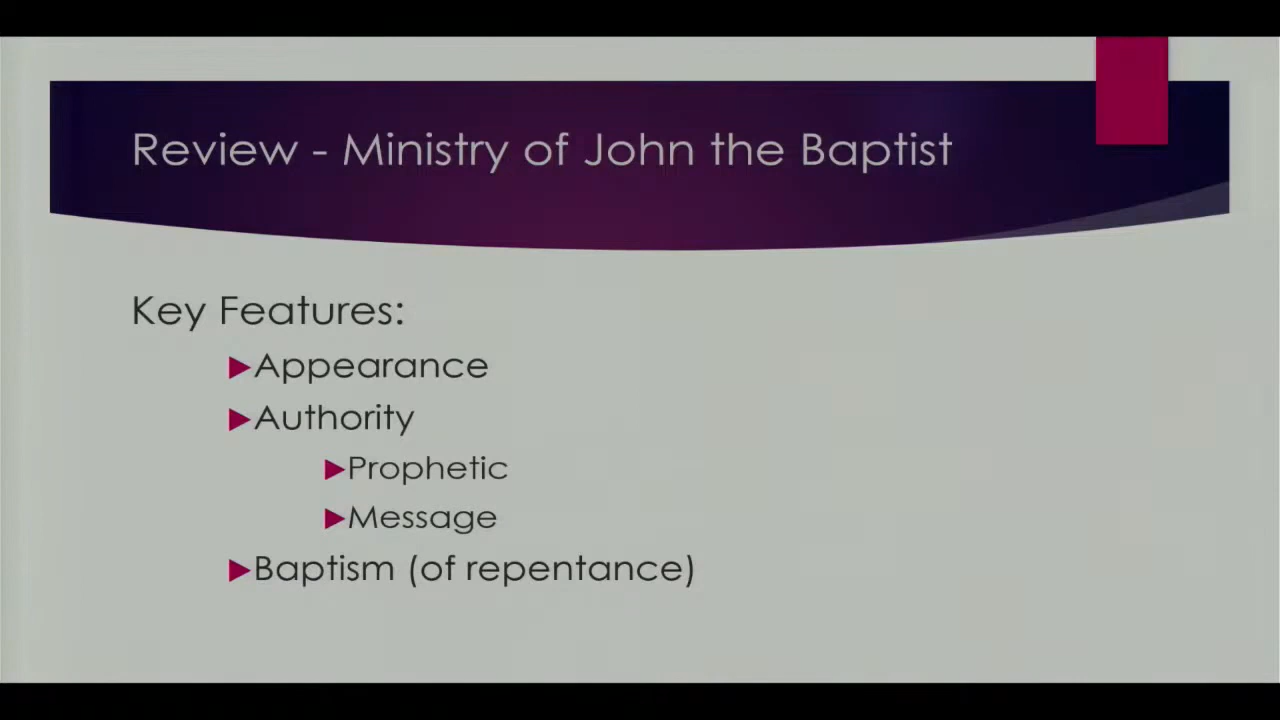 Review - Ministry of John the Baptist
Key Features:
Appearance
Authority
Prophetic
Message
Baptism (of repentance)